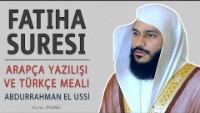 FATIHA
SURESI
ARAPÇA YAZILIŞI
VE TÜRKÇE MEALI
ABDURRAHMAN EL USSİ